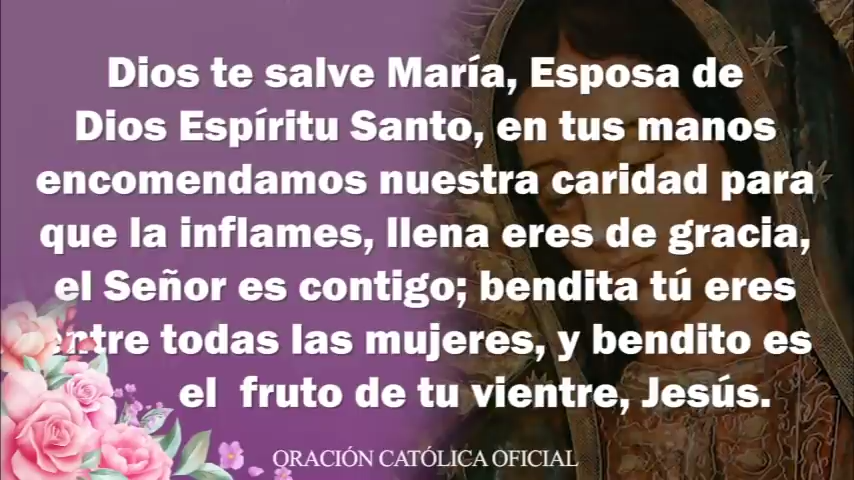 Dios te salve María, Esposa de
Dios Espíritu Santo, en tus manos
encomendamos nuestra caridad para
que la inflames, llena eres de gracia,
el Señor es contigo; bendita tú eres
entre todas las mujeres, y bendito es
el fruto de tu vientre, Jesús.
ORACIÓN CATÓLICA OFICIAL